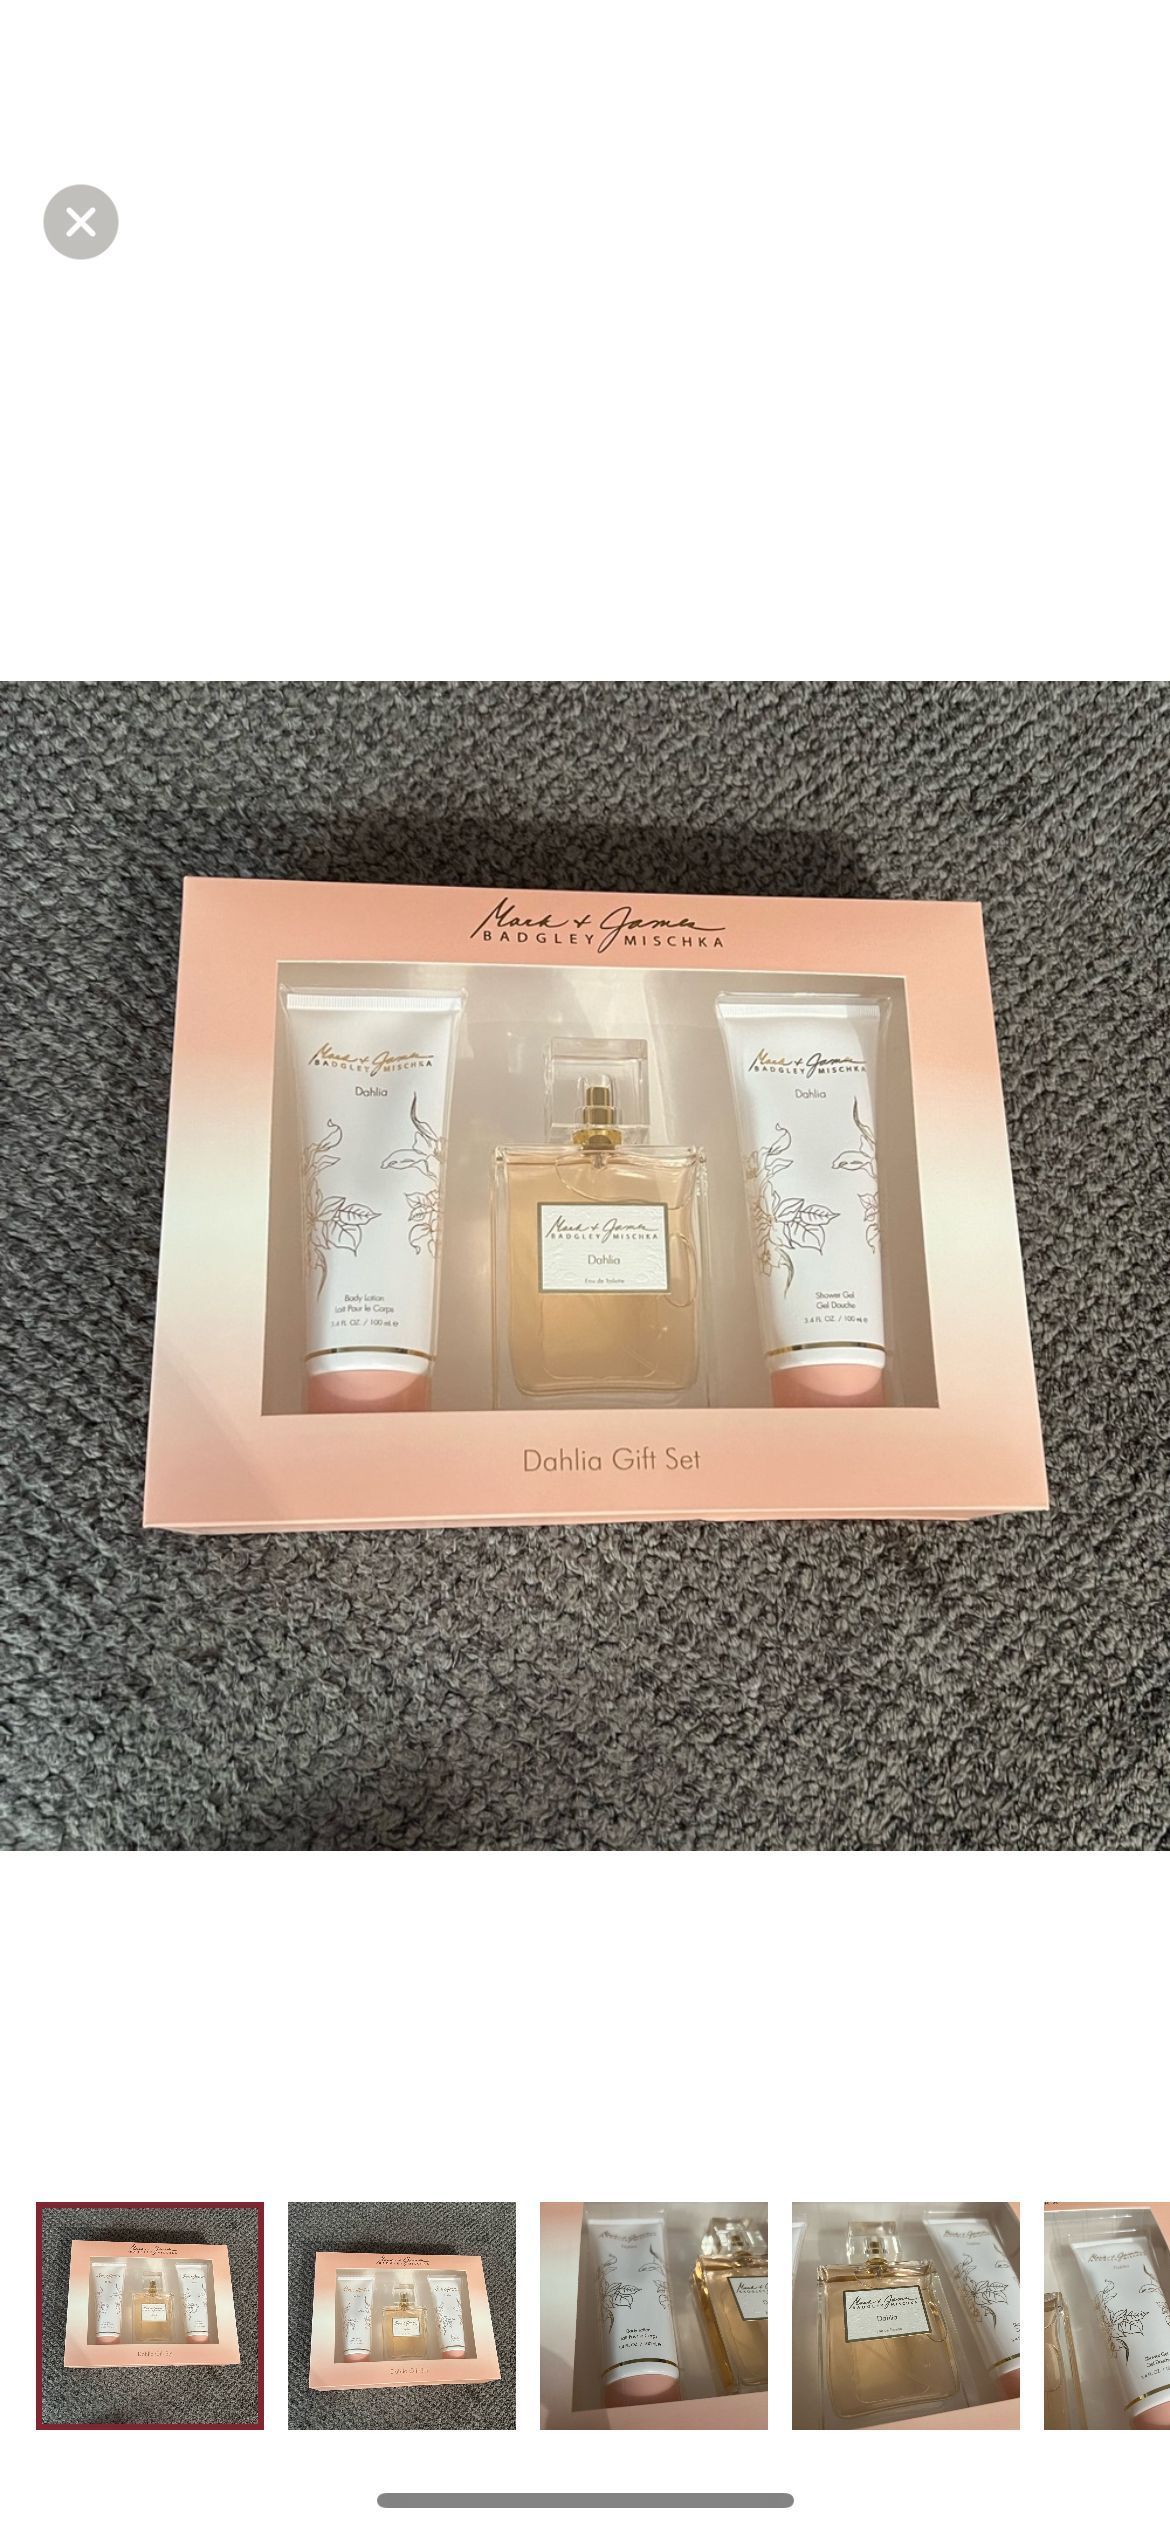 Mark + James
BADGLEY MISCHKA
Mark + James
BADGLEY MISCHKA
Dahlia
Body Lotion
Lait Pour le Corps
3.4 FL OZ. / 100 mL e
Mark + James
BADGLEY MISCHKA
Dahlia
Eau de Toilette
Mark + James
BADGLEY MISCHKA
Dahlia
Shower Gel
Gel Douche
3.4 FL OZ. / 100 mL e
Dahlia Gift Set